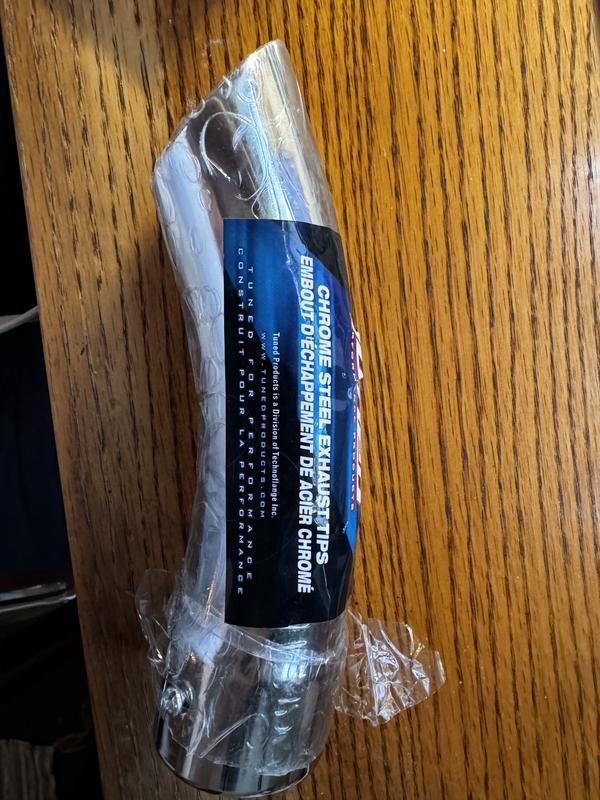 CHROME STEEL EXHAUST TIPS
EMBOUT D'ÉCHAPPEMENT DE ACIER CHROMÉ
Tuned Products is a Division of Technoflange Inc.
WWW.TUNEDPRODUCTS.COM
TUNED FOR PERFORMANCE
CONSTRUIT POUR LA PERFORMANCE